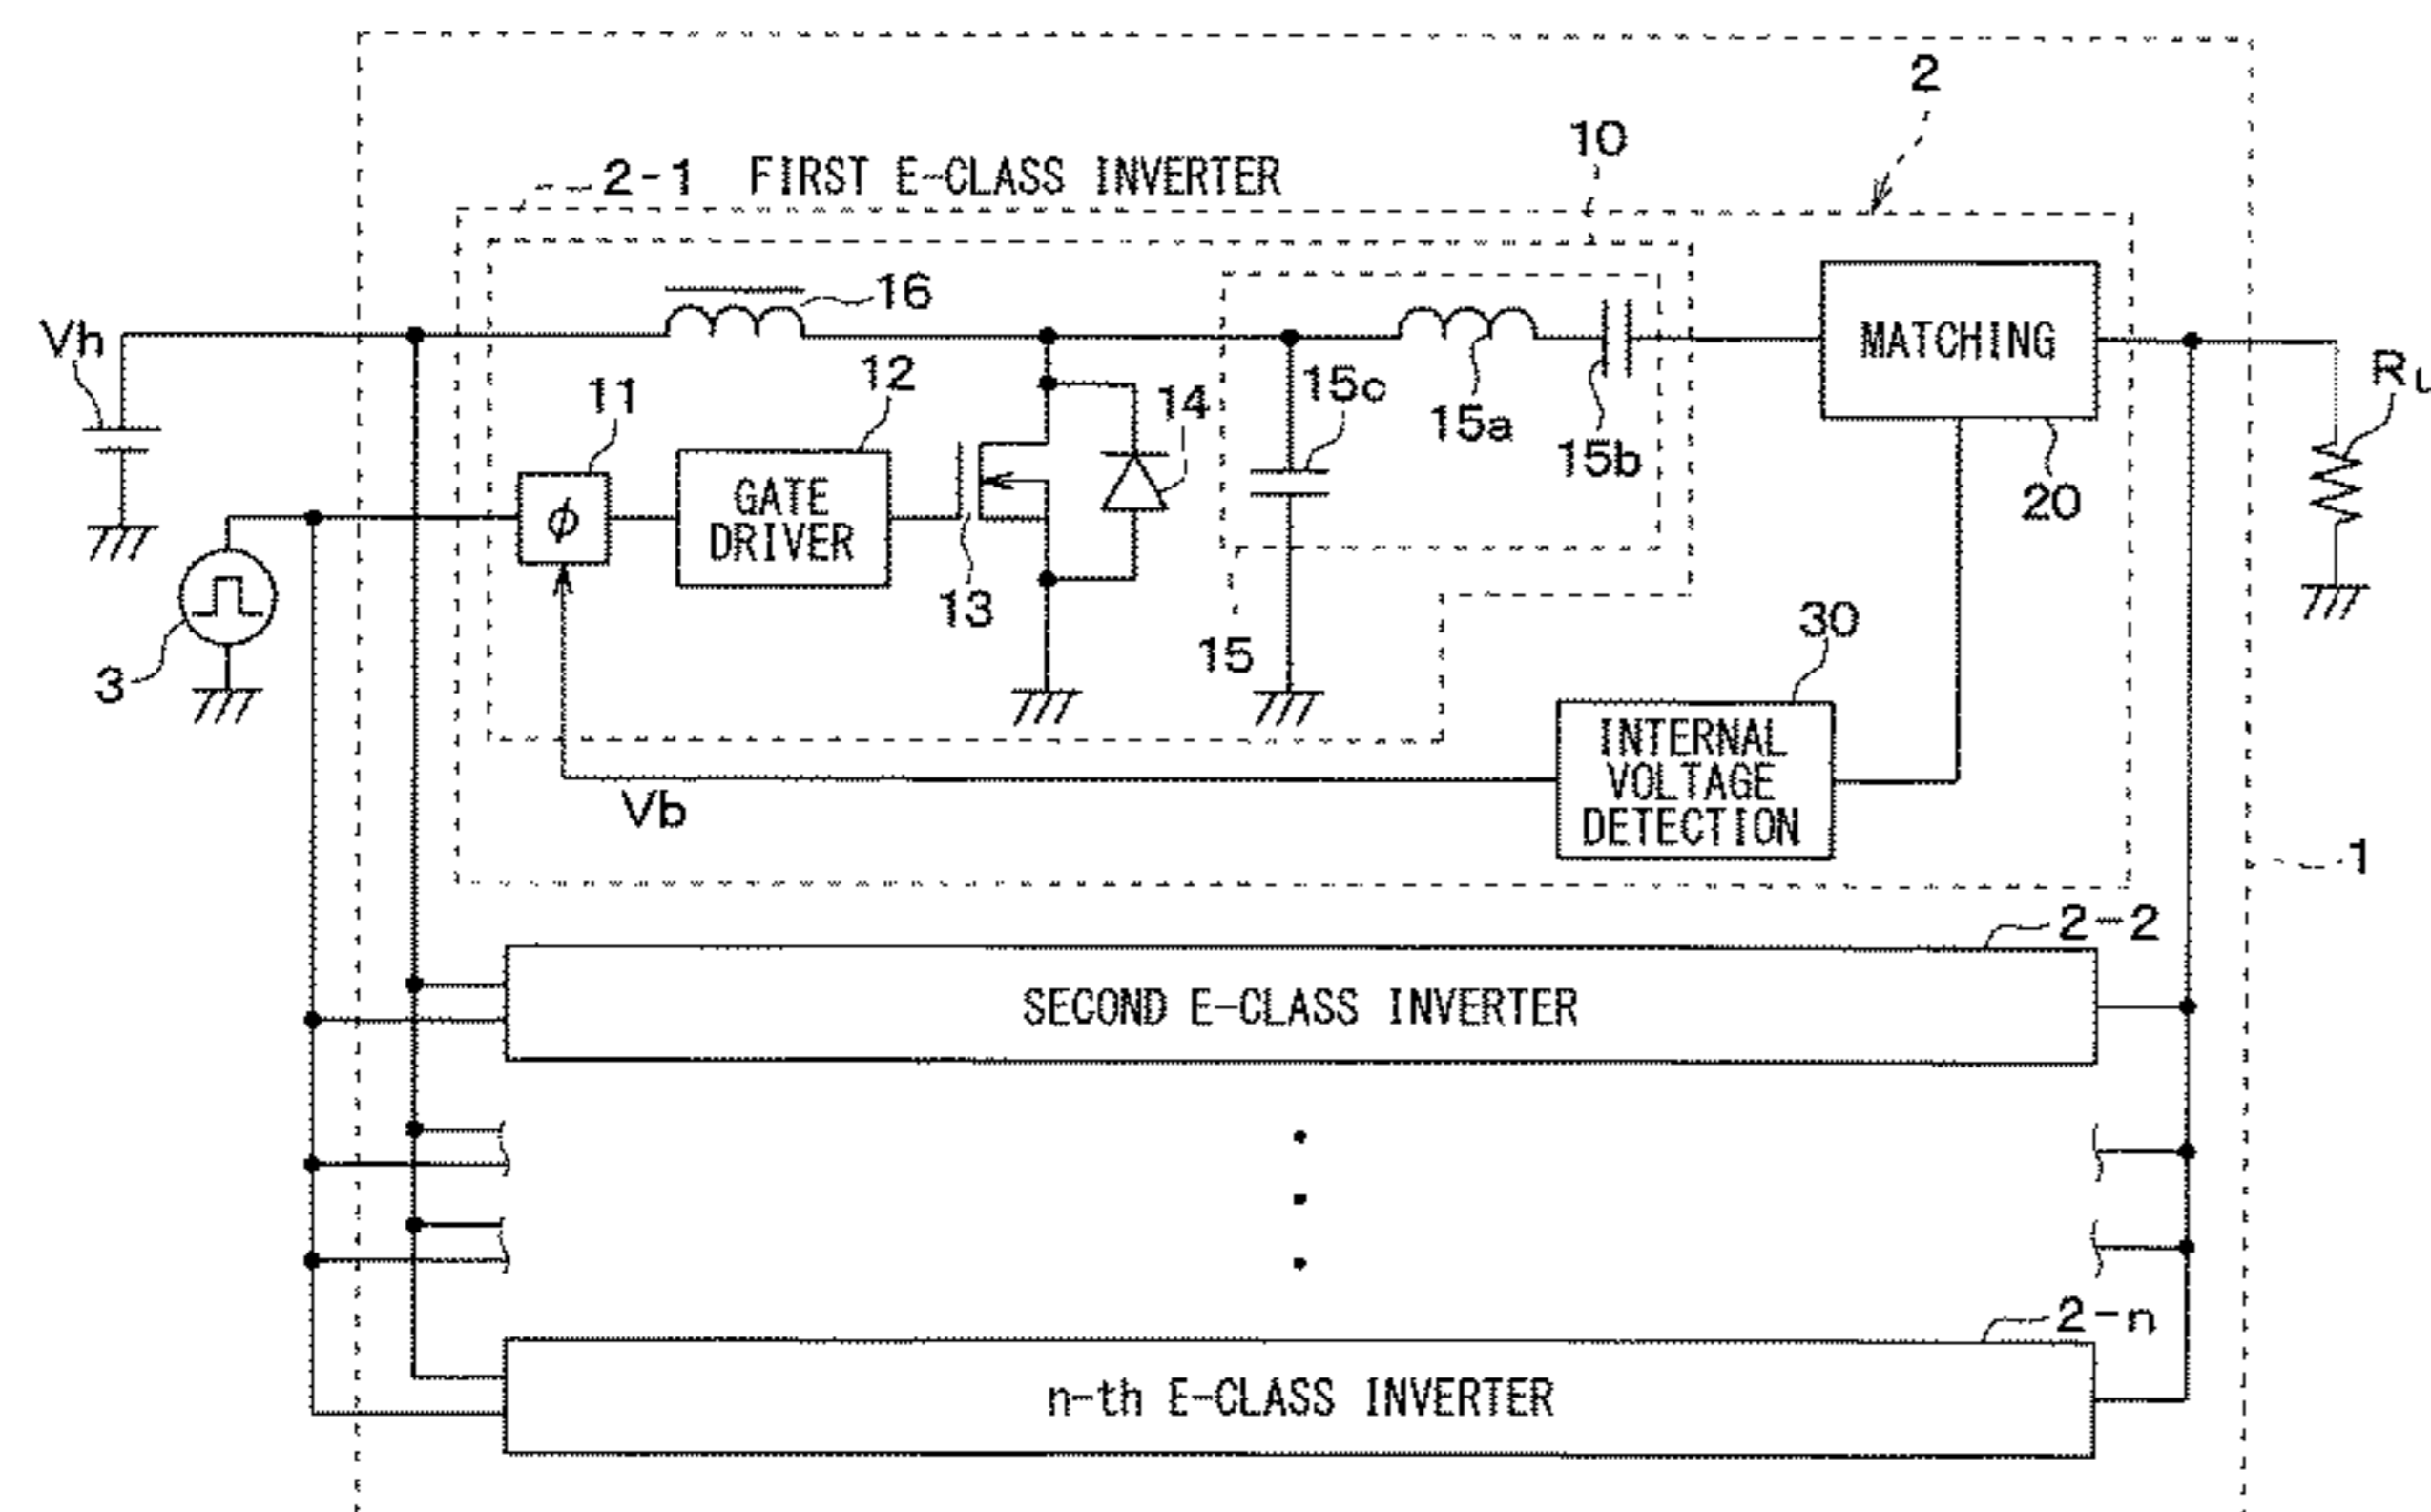 2
10
2-1 FIRST E-CLASS INVERTER
16
Vh
12
11
14
15c
15a
15b
MATCHING
20
φ
GATE
DRIVER
13
3
15
30
INTERNAL
VOLTAGE
DETECTION
Vb
1
2-2
SECOND E-CLASS INVERTER
2-n
n-th E-CLASS INVERTER